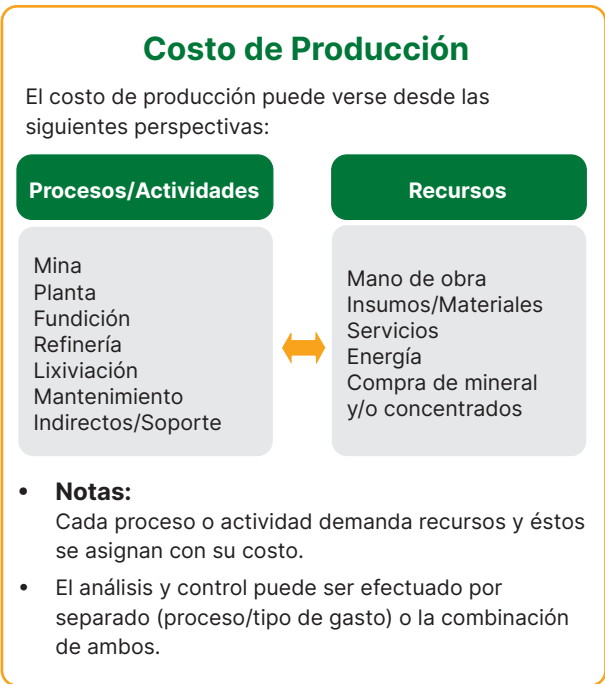 Costo de Producción
El costo de producción puede verse desde las
siguientes perspectivas:
Procesos/Actividades
Mina
Planta
Fundición
Refinería
Lixiviación
Mantenimiento
Indirectos/Soporte
Recursos
Mano de obra
Insumos/Materiales
Servicios
Energía
Compra de mineral
y/o concentrados
• Notas:
Cada proceso o actividad demanda recursos y éstos
se asignan con su costo.
• El análisis y control puede ser efectuado por
separado (proceso/tipo de gasto) o la combinación
de ambos.